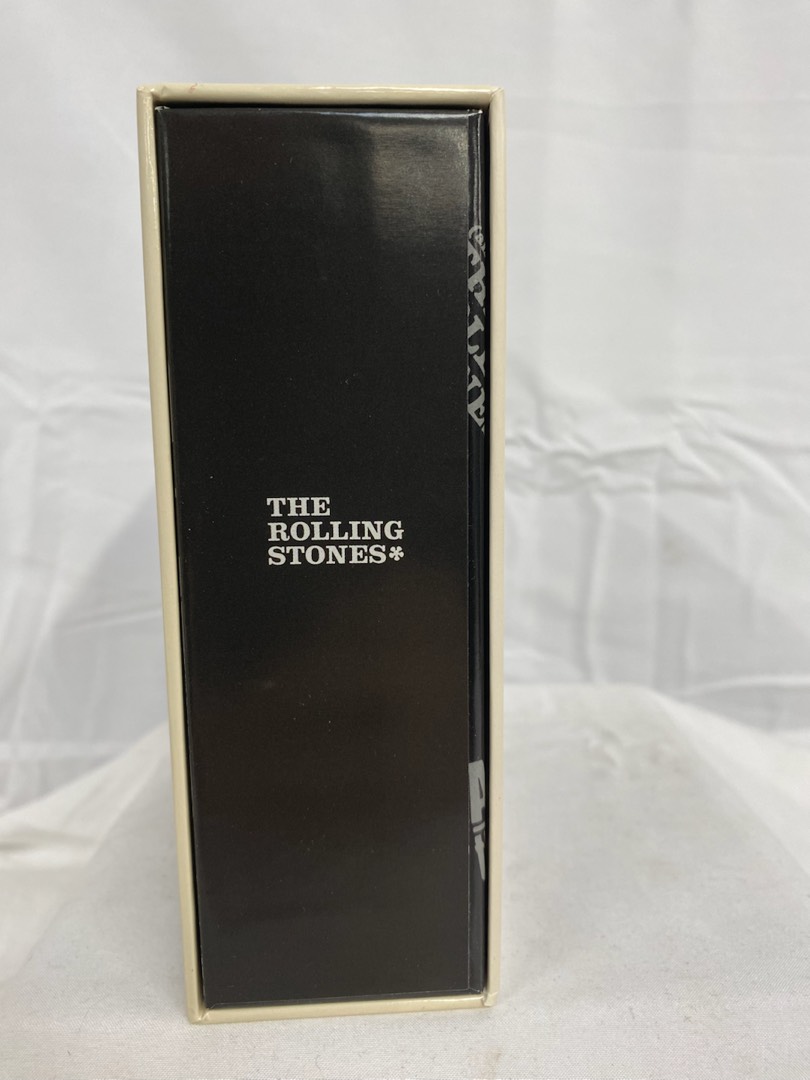 THE
ROLLING
STONES*